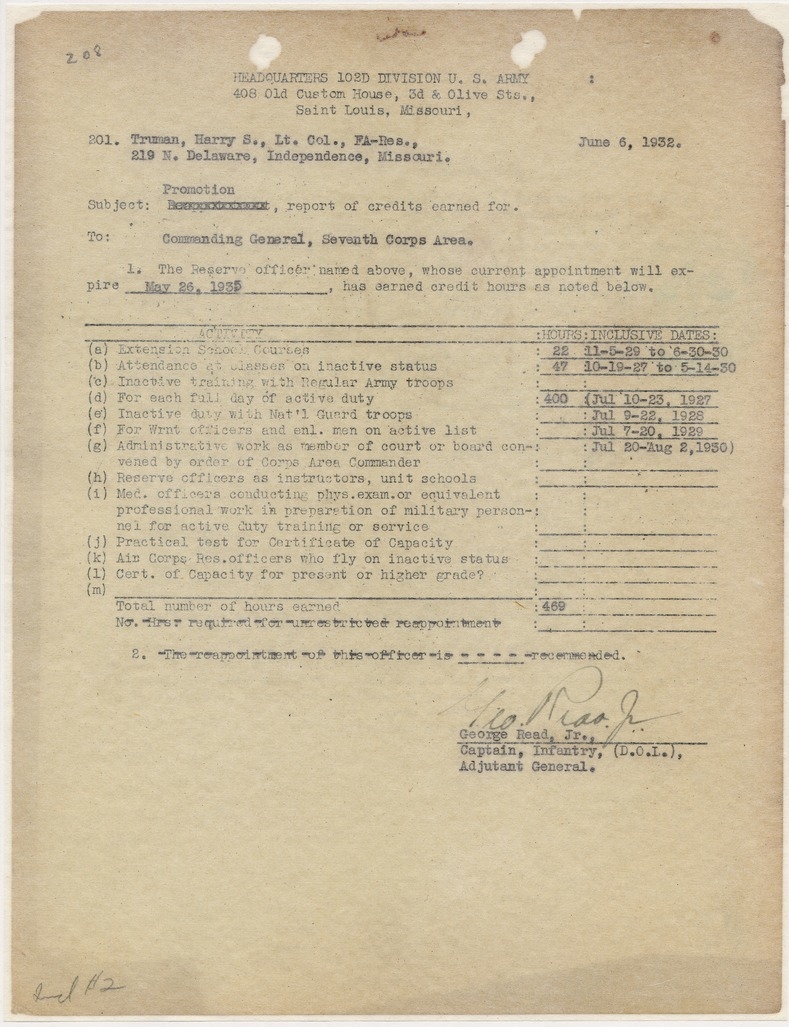 208
HEADQUARTERS 102D DIVISION U. S. ARMY :
408 Old Custom House, 3d & Olive Sts.,
Saint Louis, Missouri,
201. Truman, Harry S., Lt. Col., FA-Res., June 6, 1932.
219 N. Delaware, Independence, Missouri.
Promotion
Subject: , report of credits earned for.
To: Commanding General, Seventh Corps Area.
1. The Reserve officer named above, whose current appointment will ex-
pire May 26, 1935, has earned credit hours as noted below.
ACTIVITY :HOURS:INCLUSIVE DATES:
(a) Extension School Courses : 22 11-5-29 to 6-30-30
(b) Attendance at classes on inactive status : 47 10-19-27 to 5-14-30
(c) Inactive training with Regular Army troops : :
(d) For each full day of active duty : 400 :(Jul 10-23, 1927
(e) Inactive duty with Nat'l Guard troops : :Jul 9-22, 1928
(f) For Wrnt officers and enl. men on active list : :Jul 7-20, 1929
(g) Administrative work as member of court or board con-: :Jul 20-Aug 2,1930)
vened by order of Corps Area Commander : :
(h) Reserve officers as instructors, unit schools : :
(i) Med. officers conducting phys.exam.or equivalent : :
professional work in preparation of military person-: :
nel for active duty training or service : :
(j) Practical test for Certificate of Capacity : :
(k) Air Corps Res.officers who fly on inactive status : :
(l) Cert. of Capacity for present or higher grade? : :
(m) : :
Total number of hours earned :469 :
No. Hrs. required for unrestricted reappointment : :
2. The reappointment of this officer is - - - - recommended.
Geo. Read, Jr.
George Read, Jr.,
Captain, Infantry, (D.O.L.),
Adjutant General.
Incl #2